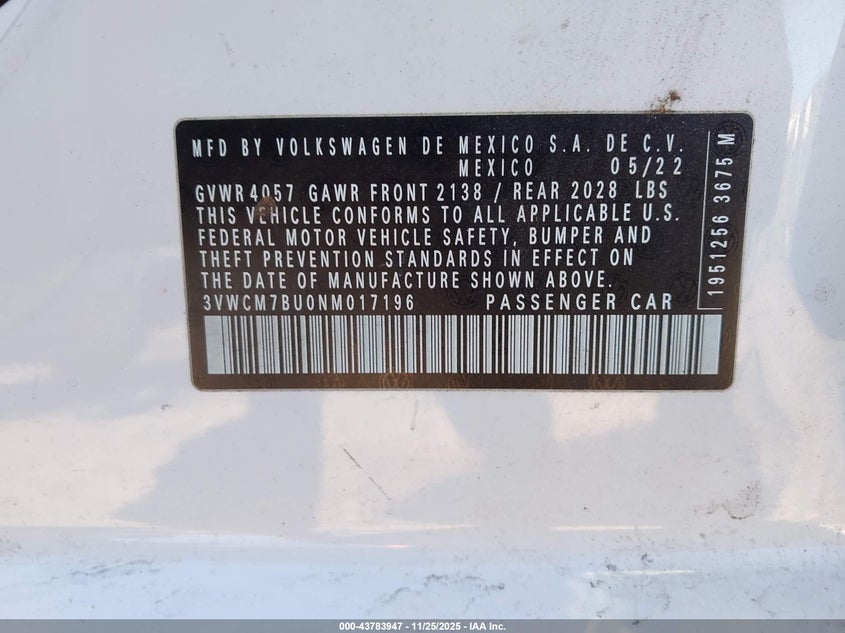 MFD BY VOLKSWAGEN DE MEXICO S.A. DE C.V.
MEXICO 05/22
GVWR 4057 GAWR FRONT 2138 / REAR 2028 LBS
THIS VEHICLE CONFORMS TO ALL APPLICABLE U.S.
FEDERAL MOTOR VEHICLE SAFETY, BUMPER AND
THEFT PREVENTION STANDARDS IN EFFECT ON
THE DATE OF MANUFACTURE SHOWN ABOVE.
3VWCM7BU0NM017196 PASSENGER CAR
1951256 3675 M
000-43783947 - 11/25/2025 - IAA Inc.